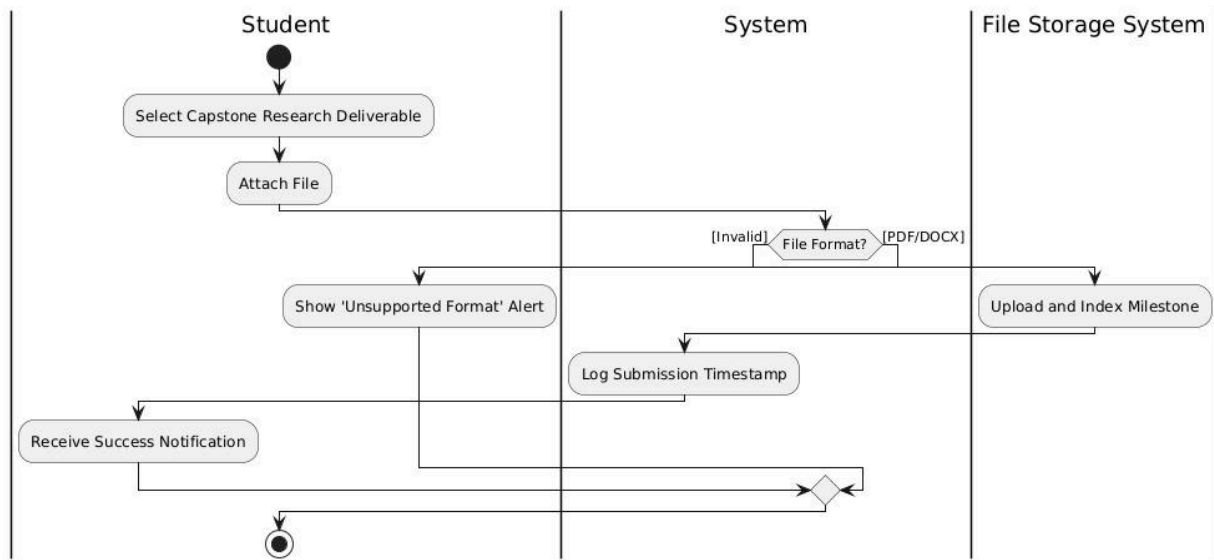 Student
System
File Storage System
Select Capstone Research Deliverable
Attach File
[Invalid]
File Format?
[PDF/DOCX]
Show 'Unsupported Format' Alert
Upload and Index Milestone
Log Submission Timestamp
Receive Success Notification